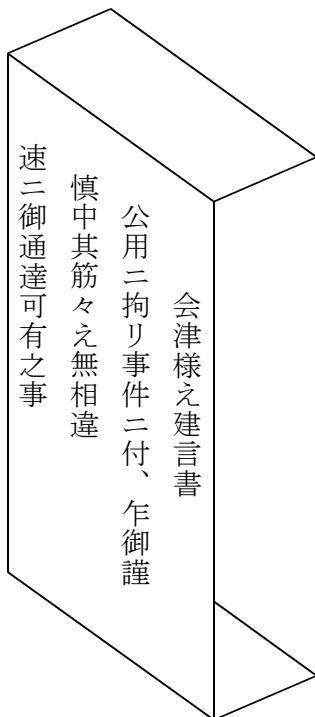 会津様え建言書
公用ニ拘リ事件ニ付、乍御謹
慎中其筋々え無相違
速ニ御通達可有之事